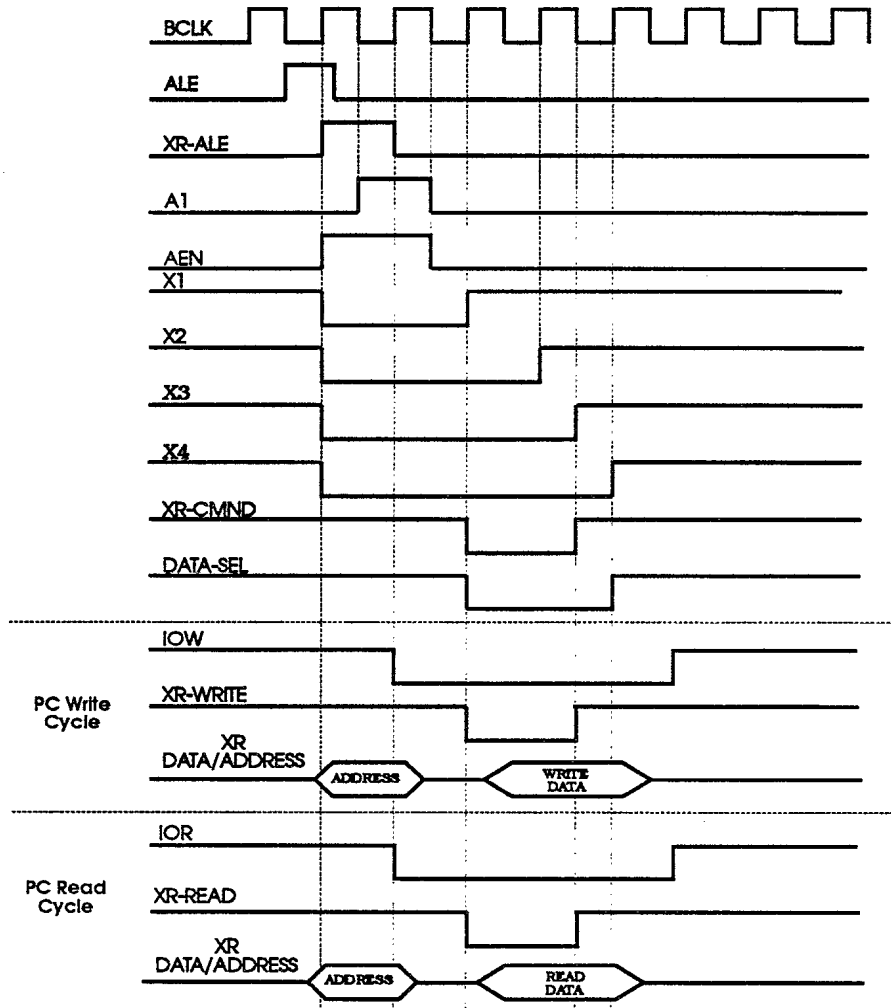 BCLK
ALE
XR-ALE
A1
AEN
X1
X2
X3
X4
XR-CMND
DATA-SEL
IOW
PC Write
Cycle
XR-WRITE
XR
DATA/ADDRESS
ADDRESS
WRITE
DATA
IOR
PC Read
Cycle
XR-READ
XR
DATA/ADDRESS
ADDRESS
READ
DATA